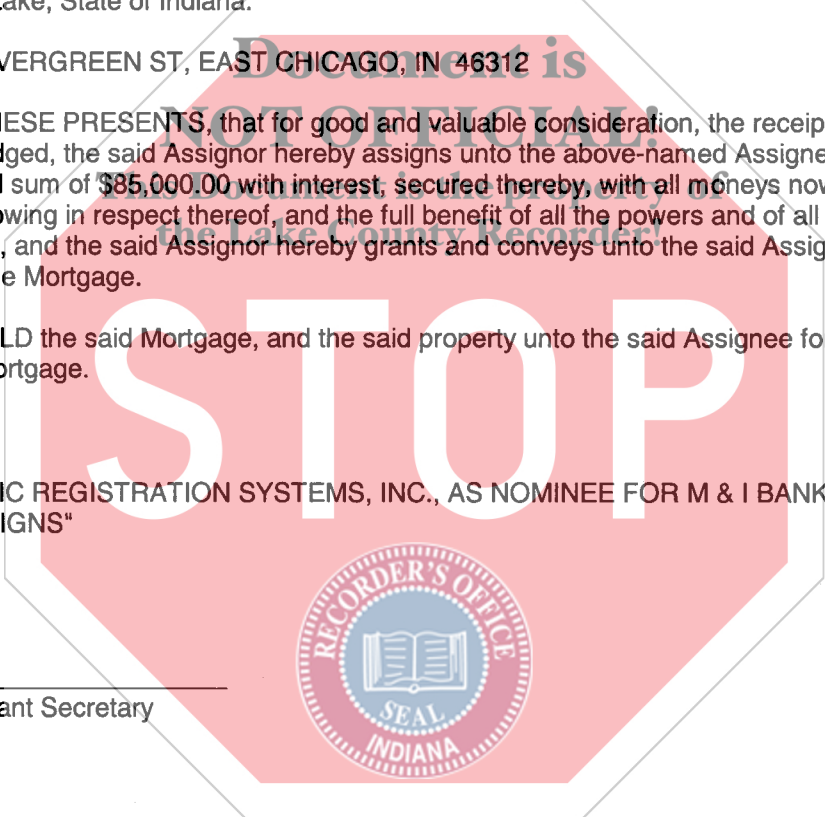 ake, State of Indiana.
VERGREEN ST, EAST CHICAGO, IN 46312
Document is
NOT OFFICIAL!
This Document is the property of
the Lake County Recorder!
IESE PRESENTS, that for good and valuable consideration, the receip
dged, the said Assignor hereby assigns unto the above-named Assigne
l sum of $85,000.00 with interest, secured thereby, with all moneys now
owing in respect thereof, and the full benefit of all the powers and of all
, and the said Assignor hereby grants and conveys unto the said Assig
e Mortgage.
LD the said Mortgage, and the said property unto the said Assignee fo
ortgage.
STOP
IC REGISTRATION SYSTEMS, INC., AS NOMINEE FOR M & I BANK
IGNS"
RECORDER'S OFFICE
SEAL
INDIANA
ant Secretary